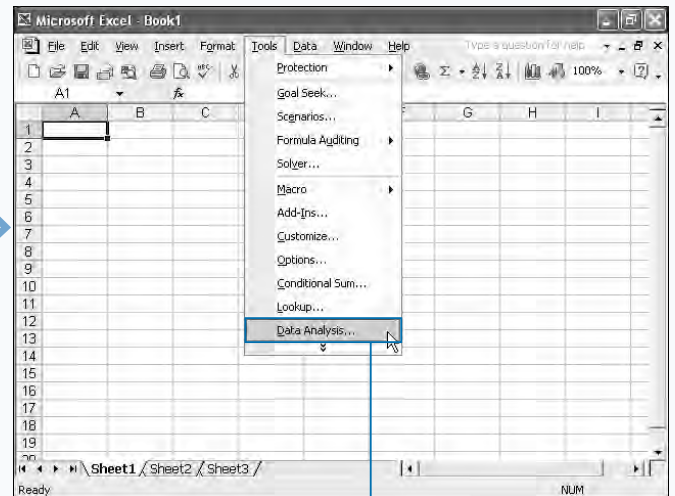 Microsoft Excel - Book1
File Edit View Insert Format Tools Data Window Help Type a question for help
100%
A1 fx
A B C F G H I
Protection
Goal Seek...
Scenarios...
Formula Auditing
Solver...
Macro
Add-Ins...
Customize...
Options...
Conditional Sum...
Lookup...
Data Analysis...
1
2
3
4
5
6
7
8
9
10
11
12
13
14
15
16
17
18
19
20
Sheet1 Sheet2 Sheet3
Ready NUM